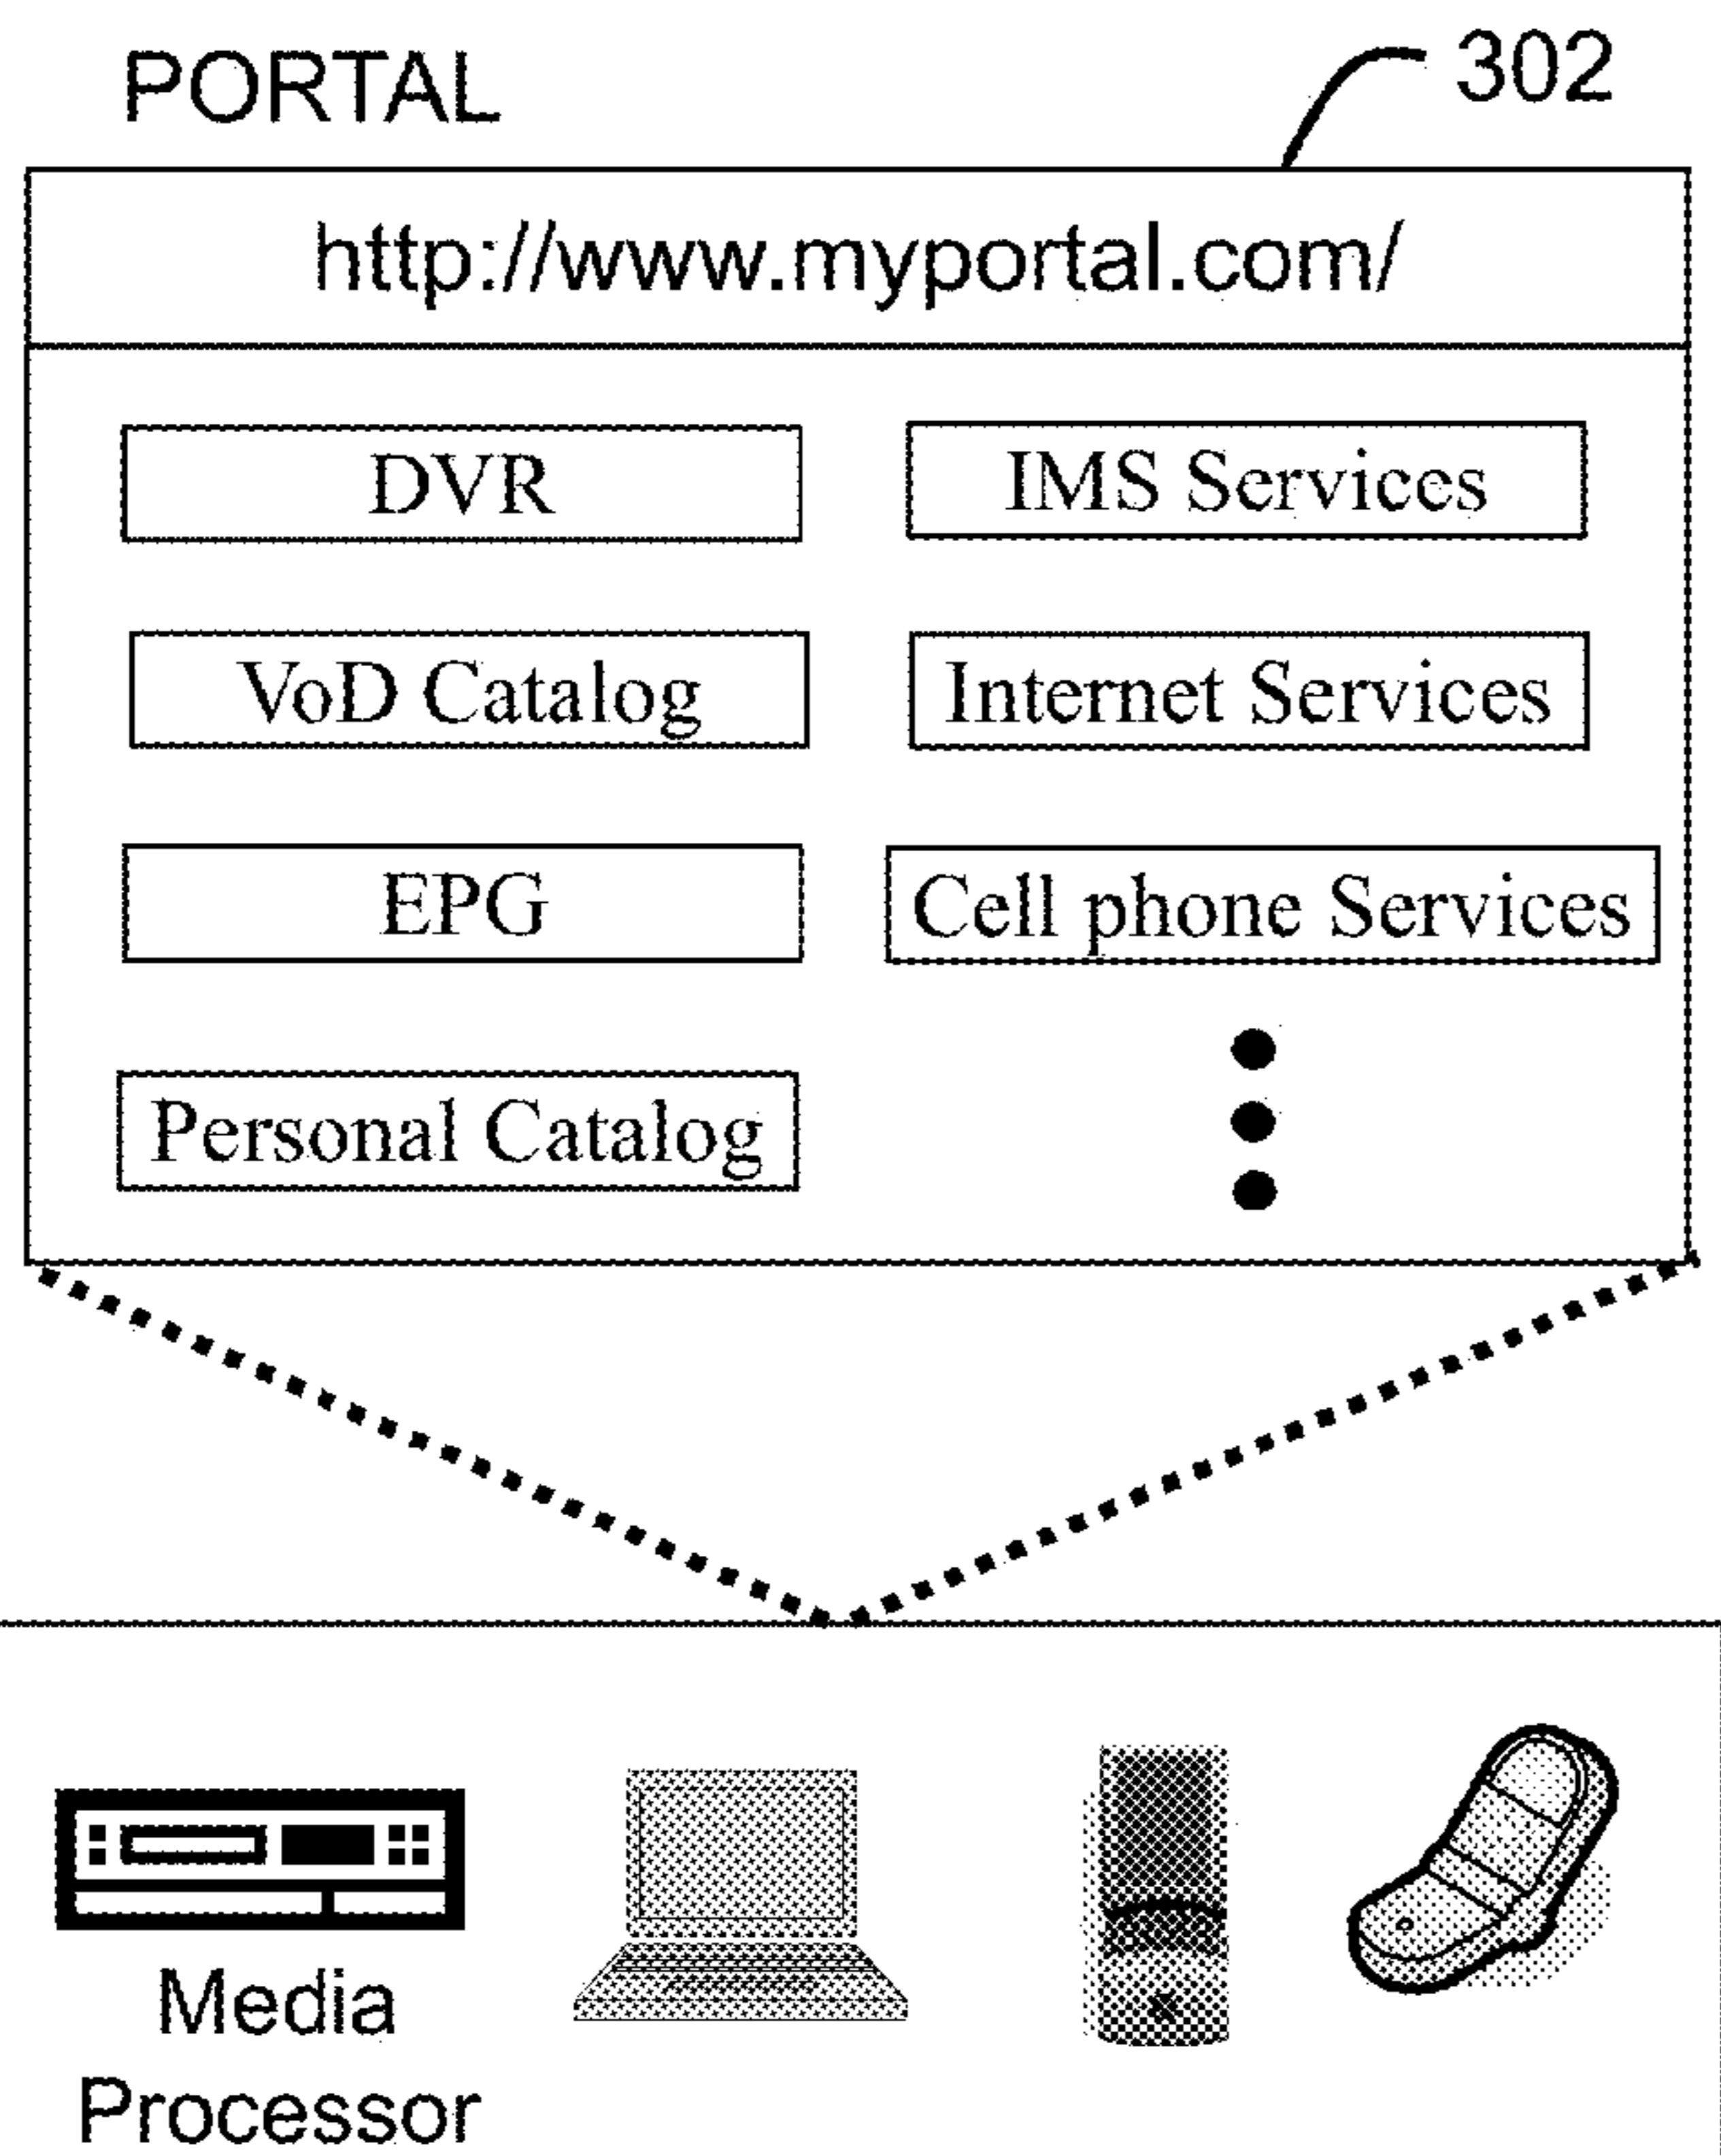 PORTAL
302
http://www.myportal.com/
DVR
IMS Services
VoD Catalog
Internet Services
EPG
Cell phone Services
Personal Catalog
Media
Processor